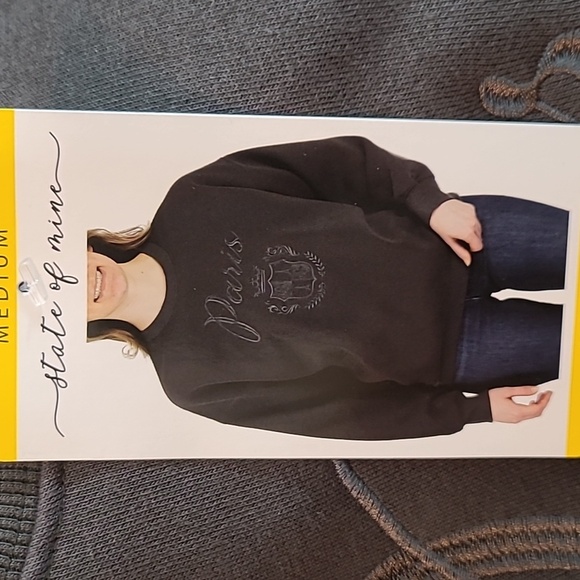 MEDIUM
state of mine
Paris